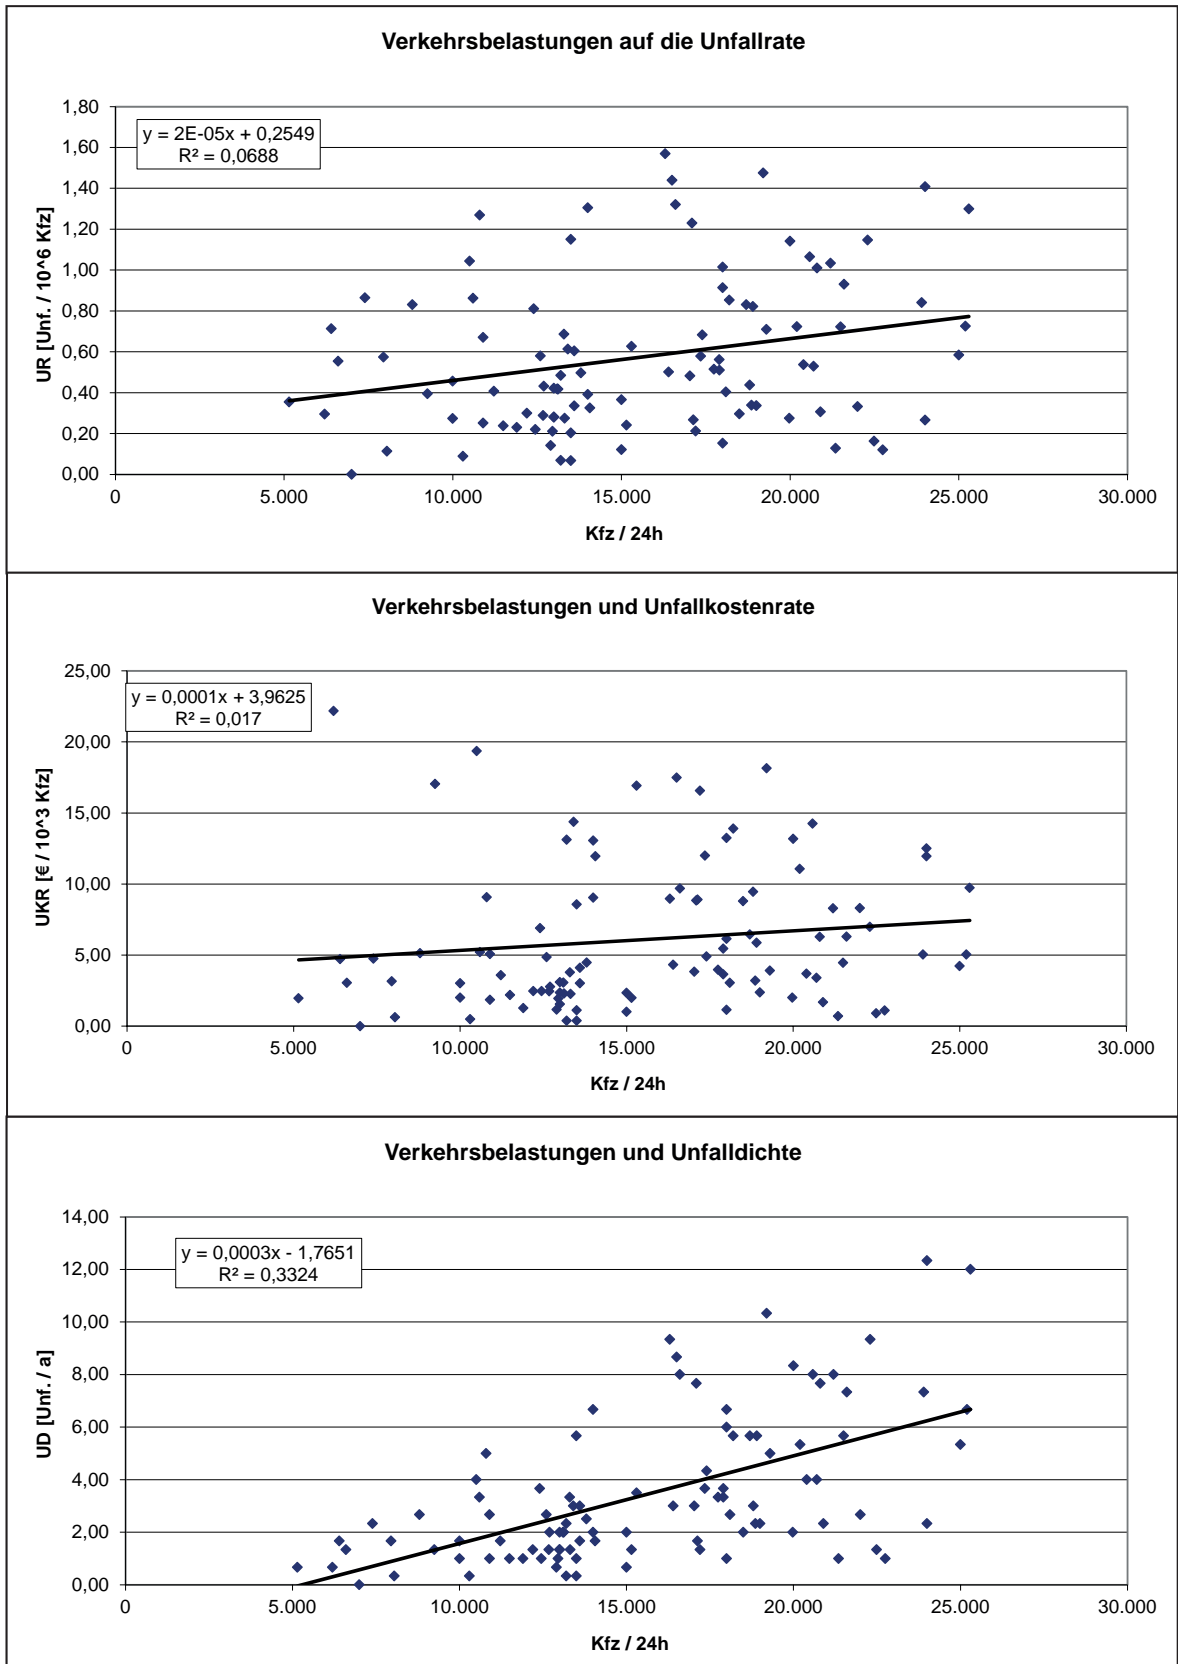 Verkehrsbelastungen auf die Unfallrate
y = 2E-05x + 0,2549
R² = 0,0688
UR [Unf. / 10^6 Kfz]
1,80
1,60
1,40
1,20
1,00
0,80
0,60
0,40
0,20
0,00
0 5.000 10.000 15.000 20.000 25.000 30.000
Kfz / 24h
Verkehrsbelastungen und Unfallkostenrate
y = 0,0001x + 3,9625
R² = 0,017
UKR [€ / 10^3 Kfz]
25,00
20,00
15,00
10,00
5,00
0,00
0 5.000 10.000 15.000 20.000 25.000 30.000
Kfz / 24h
Verkehrsbelastungen und Unfalldichte
y = 0,0003x - 1,7651
R² = 0,3324
UD [Unf. / a]
14,00
12,00
10,00
8,00
6,00
4,00
2,00
0,00
0 5.000 10.000 15.000 20.000 25.000 30.000
Kfz / 24h